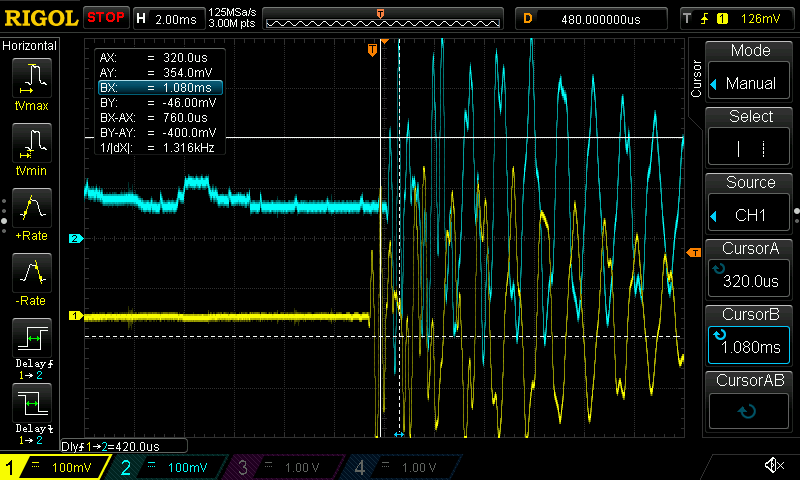 RIGOL STOP H 2.00ms 125MSa/s 3.00M pts T D 480.000000us T 1 126mV
Horizontal
tVmax
tVmin
+Rate
-Rate
Delay
1→2
Delay
1→2
AX: = 320.0us
AY: = 354.0mV
BX: = 1.080ms
BY: = -46.00mV
BX-AX: = 760.0us
BY-AY: = -400.0mV
1/|dX|: = 1.316kHz
T
2
1
T
Dly 1→2=420.0us
Cursor
Mode
Manual
Select
Source
CH1
CursorA
320.0us
CursorB
1.080ms
CursorAB
1 = 100mV 2 = 100mV 3 = 1.00 V 4 = 1.00 V